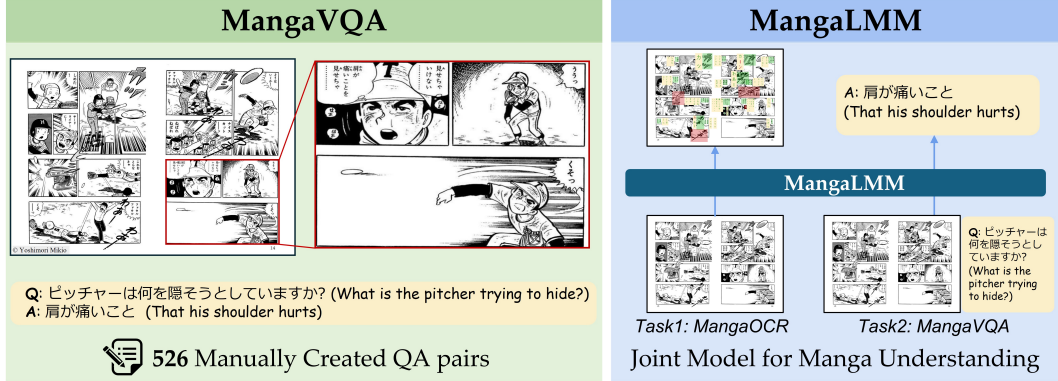 MangaVQA
見せちゃ
いけない
……
肩が
痛いことを
見せちゃ
……
ううっ
くそっ
T
© Yoshimori Mikio
14
Q: ピッチャーは何を隠そうとしていますか? (What is the pitcher trying to hide?)
A: 肩が痛いこと (That his shoulder hurts)
526 Manually Created QA pairs
MangaLMM
A: 肩が痛いこと
(That his shoulder hurts)
MangaLMM
Q: ピッチャーは
何を隠そうとし
ていますか?
(What is the
pitcher trying to
hide?)
Task1: MangaOCR
Task2: MangaVQA
Joint Model for Manga Understanding